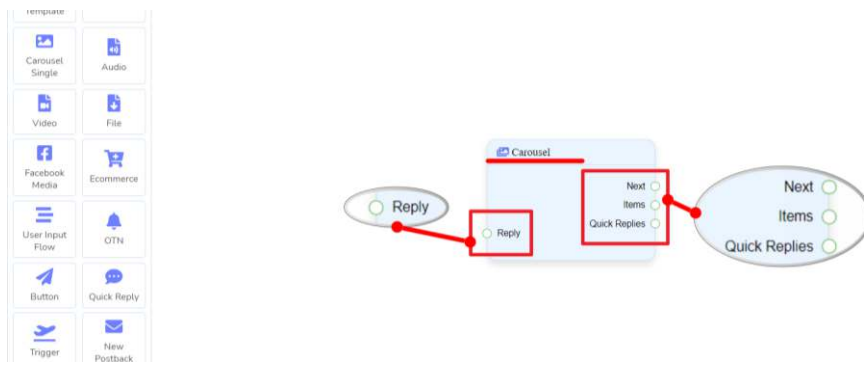 Template
Carousel
Single
Audio
Video
File
Facebook
Media
Ecommerce
User Input
Flow
OTN
Button
Quick Reply
Trigger
New
Postback
Carousel
Next
Items
Quick Replies
Reply
Reply
Next
Items
Quick Replies